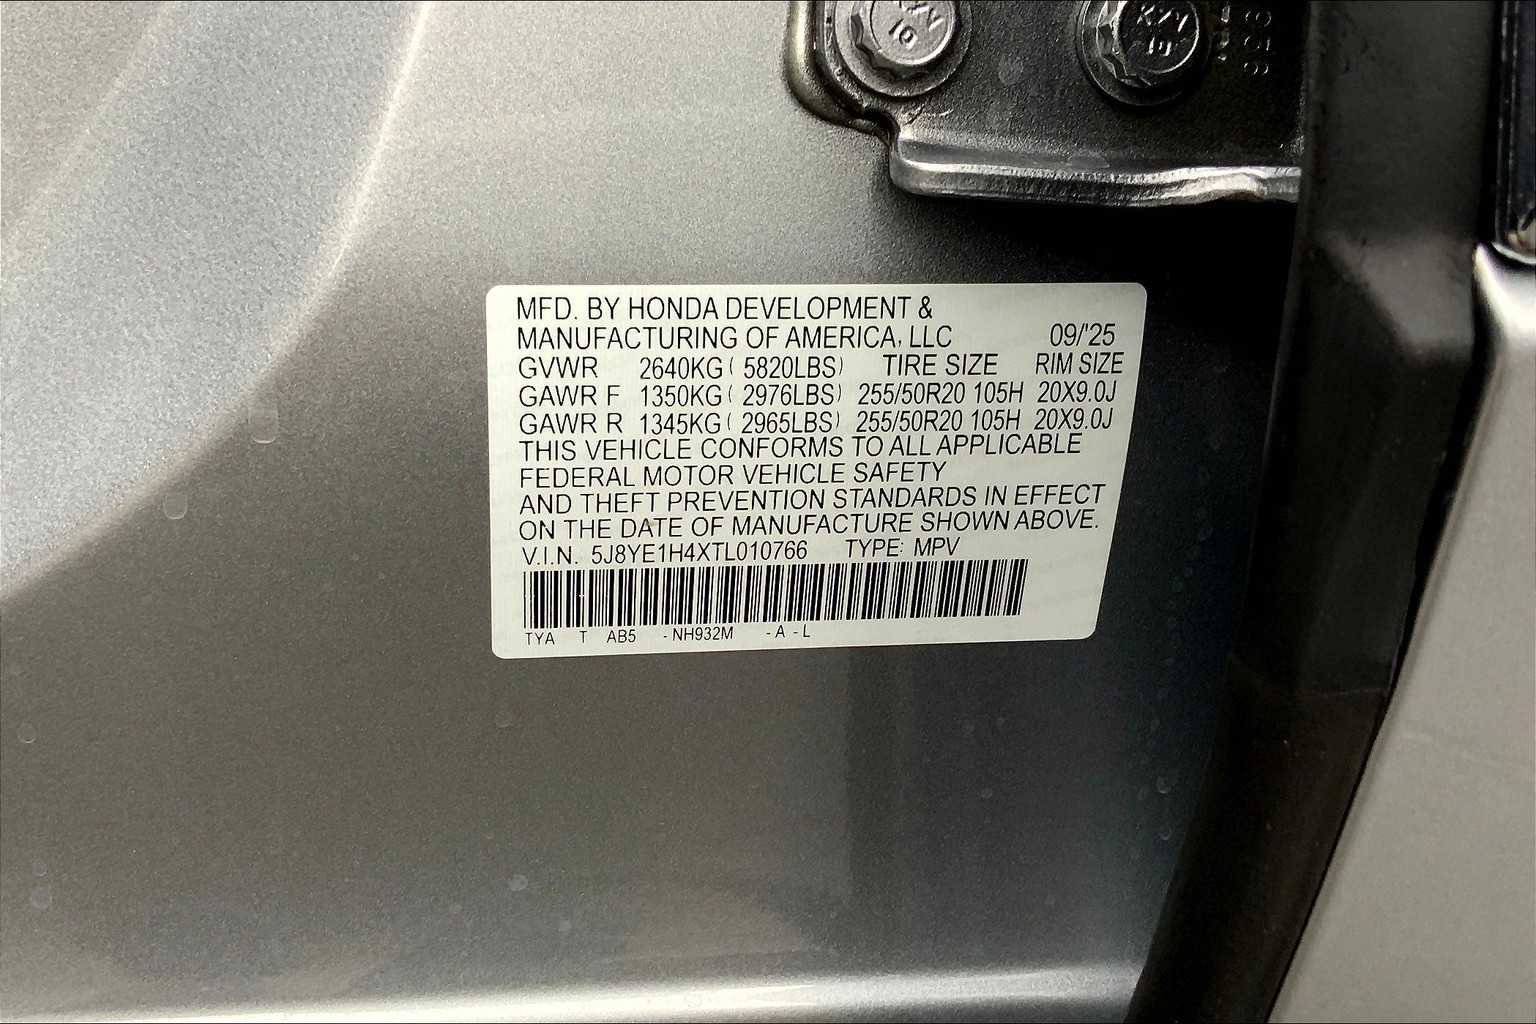 MFD. BY HONDA DEVELOPMENT &
MANUFACTURING OF AMERICA, LLC 09/'25
GVWR 2640KG ( 5820LBS) TIRE SIZE RIM SIZE
GAWR F 1350KG ( 2976LBS) 255/50R20 105H 20X9.0J
GAWR R 1345KG ( 2965LBS) 255/50R20 105H 20X9.0J
THIS VEHICLE CONFORMS TO ALL APPLICABLE
FEDERAL MOTOR VEHICLE SAFETY
AND THEFT PREVENTION STANDARDS IN EFFECT
ON THE DATE OF MANUFACTURE SHOWN ABOVE.
V.I.N. 5J8YE1H4XTL010766 TYPE: MPV
TYA T AB5 - NH932M - A - L